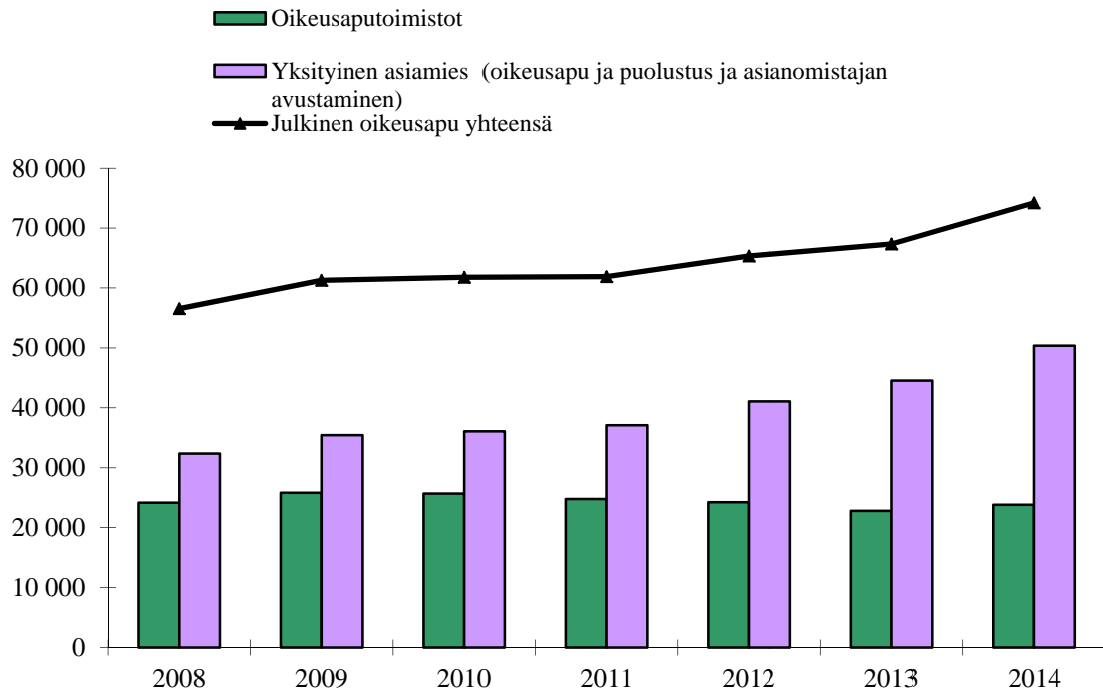 Oikeusaputoimistot
Yksityinen asiamies (oikeusapu ja puolustus ja asianomistajan
avustaminen)
Julkinen oikeusapu yhteensä
80 000
70 000
60 000
50 000
40 000
30 000
20 000
10 000
0
2008 2009 2010 2011 2012 2013 2014